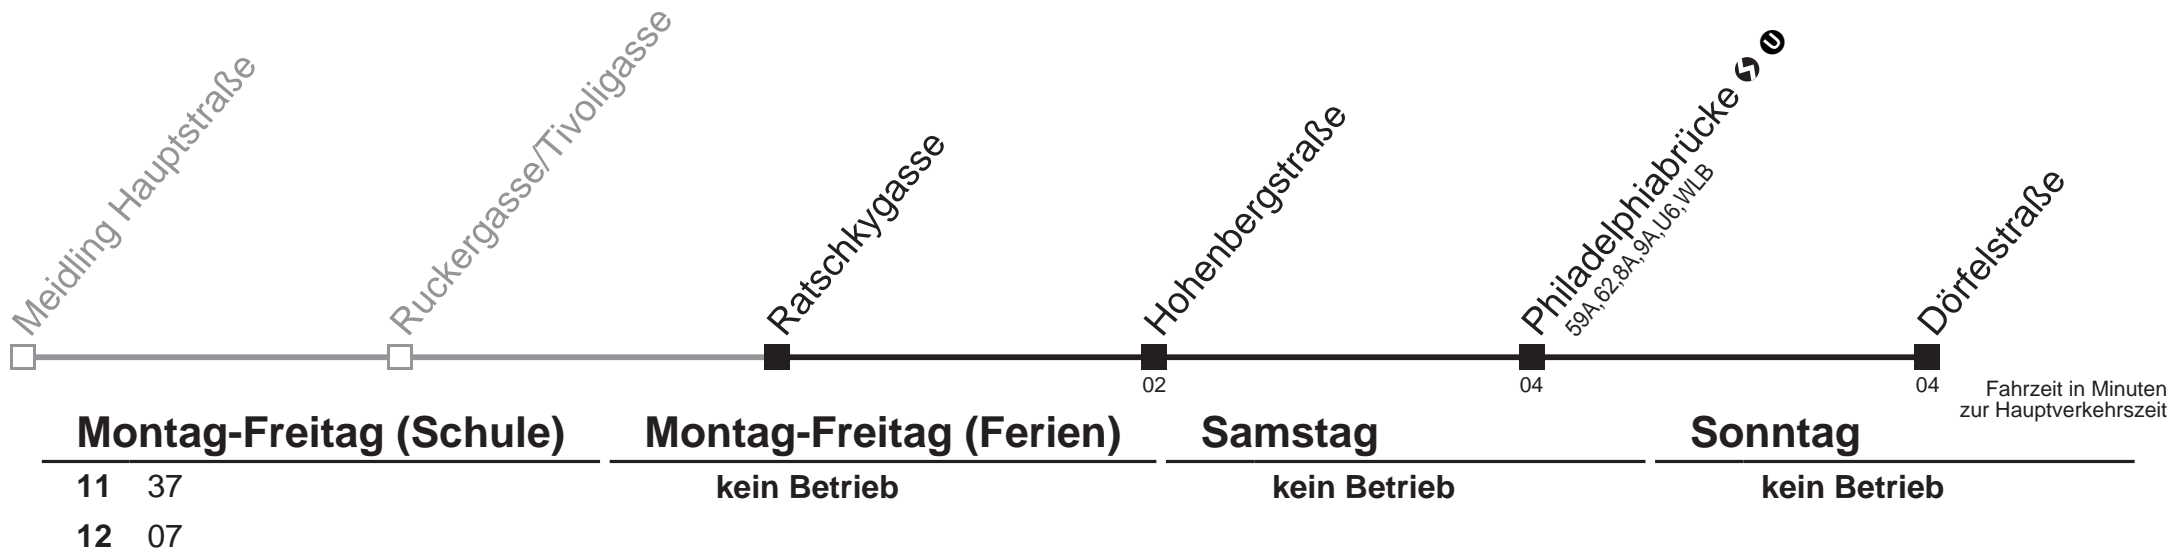 Meidling Hauptstraße
Ruckergasse/Tivoligasse
Ratschkygasse
Hohenbergstraße
Philadelphiabrücke
59A,62,8A,9A,U6,WLB
U
Dörfelstraße
02
04
04
Fahrzeit in Minuten
zur Hauptverkehrszeit
Montag-Freitag (Schule)
Montag-Freitag (Ferien)
Samstag
Sonntag
11 37
kein Betrieb
kein Betrieb
kein Betrieb
12 07